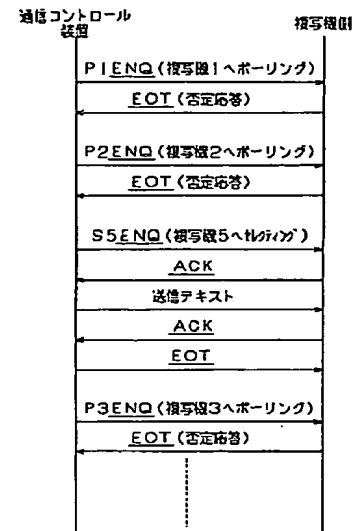 通信コントロール
装置
複写機側
P1ENQ(複写機1へポーリング)
EOT(否定応答)
P2ENQ(複写機2へポーリング)
EOT(否定応答)
S5ENQ(複写機5へセレクティング)
ACK
送信テキスト
ACK
EOT
P3ENQ(複写機3へポーリング)
EOT(否定応答)